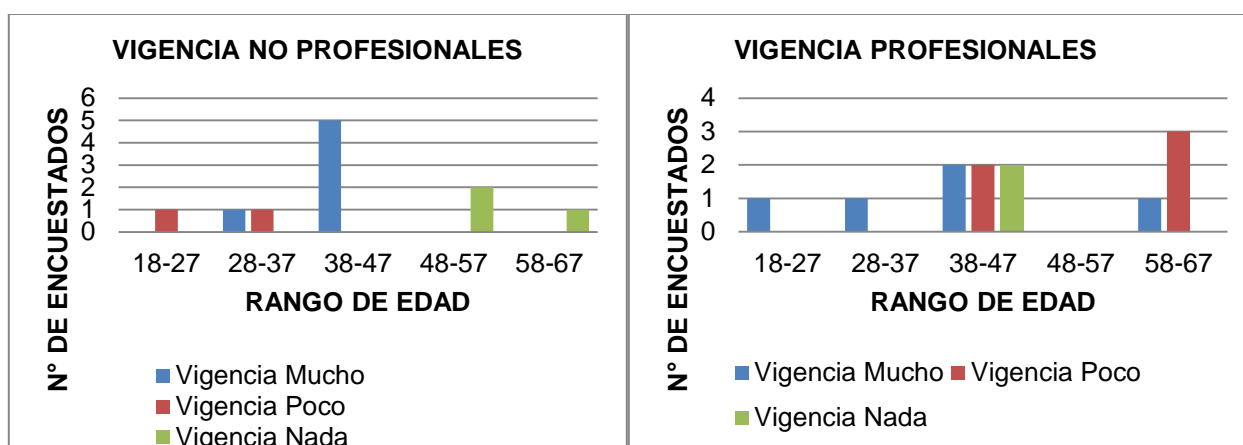 VIGENCIA NO PROFESIONALES
N° DE ENCUESTADOS
6
5
4
3
2
1
0
18-27 28-37 38-47 48-57 58-67
RANGO DE EDAD
Vigencia Mucho
Vigencia Poco
Vigencia Nada
VIGENCIA PROFESIONALES
N° DE ENCUESTADOS
4
3
2
1
0
18-27 28-37 38-47 48-57 58-67
RANGO DE EDAD
Vigencia Mucho Vigencia Poco
Vigencia Nada